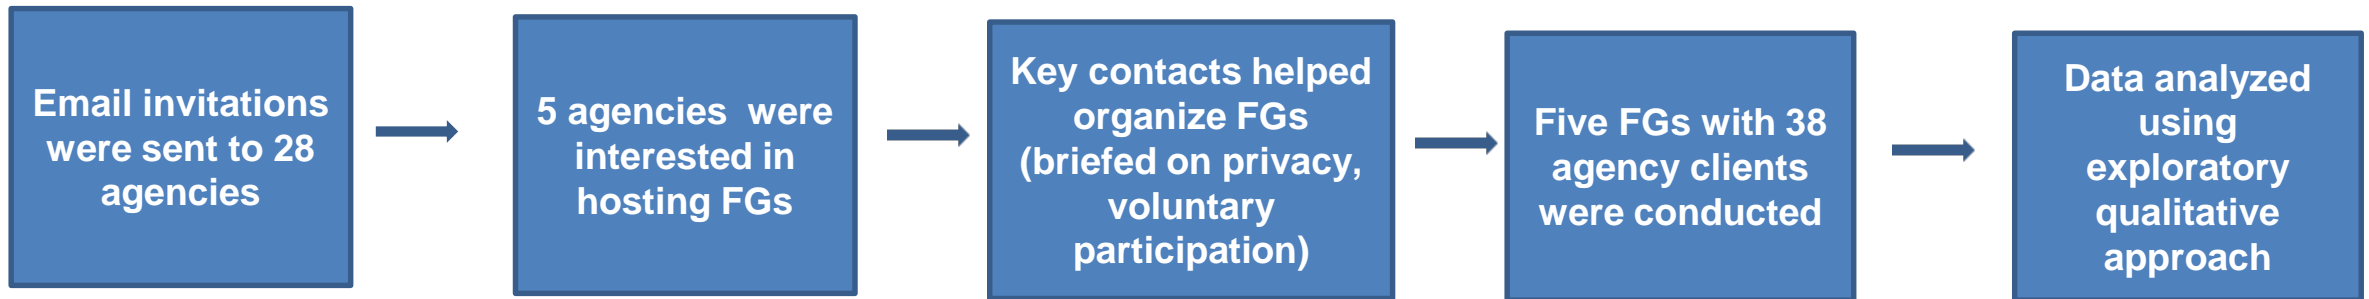 Email invitations
were sent to 28
agencies
5 agencies were
interested in
hosting FGs
Key contacts helped
organize FGs
(briefed on privacy,
voluntary
participation)
Five FGs with 38
agency clients
were conducted
Data analyzed
using
exploratory
qualitative
approach